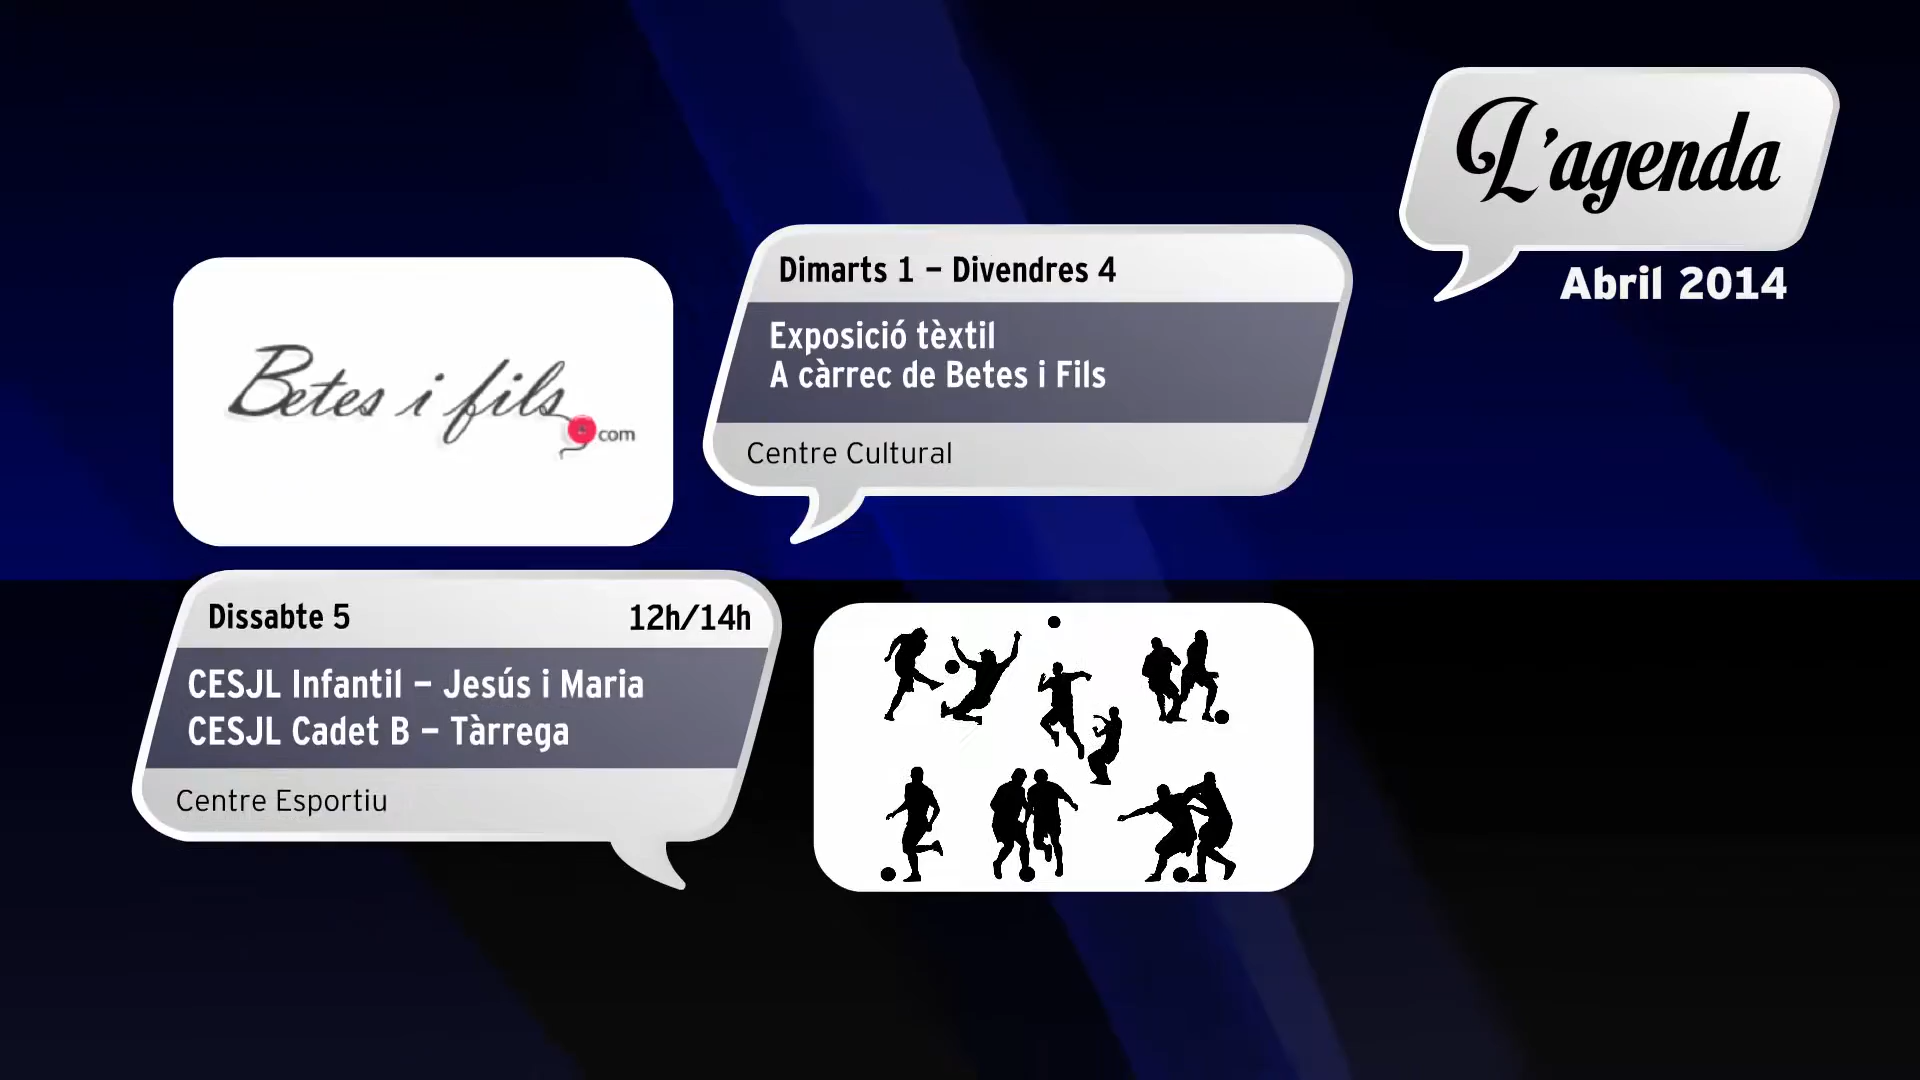 L'agenda
Abril 2014
Betes i fils
.com
Dimarts 1 – Divendres 4
Exposició tèxtil
A càrrec de Betes i Fils
Centre Cultural
Dissabte 5 12h/14h
CESJL Infantil – Jesús i Maria
CESJL Cadet B – Tàrrega
Centre Esportiu